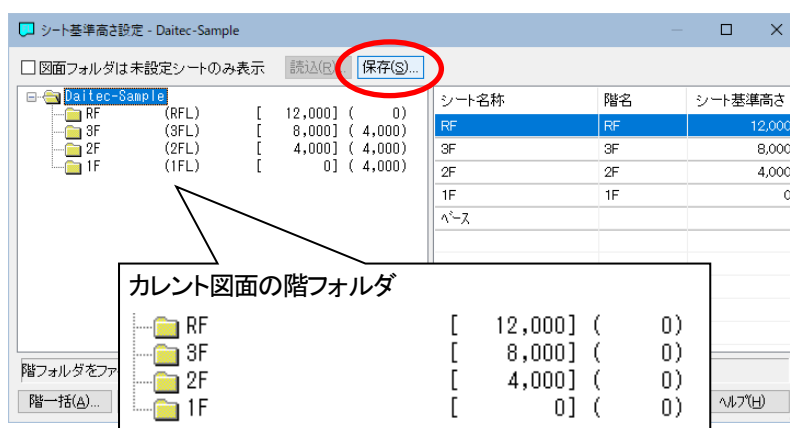 シート基準高さ設定 - Daitec-Sample
図面フォルダは未設定シートのみ表示 読込(R)... 保存(S)...
Daitec-Sample
RF (RFL) [ 12,000] ( 0)
3F (3FL) [ 8,000] ( 4,000)
2F (2FL) [ 4,000] ( 4,000)
1F (1FL) [ 0] ( 4,000)
シート名称 階名 シート基準高さ
RF RF 12,000
3F 3F 8,000
2F 2F 4,000
1F 1F 0
ベース
カレント図面の階フォルダ
RF [ 12,000] ( 0)
3F [ 8,000] ( 0)
2F [ 4,000] ( 0)
1F [ 0] ( 0)
階フォルダをファ
階一括(A)... ヘルプ(H)